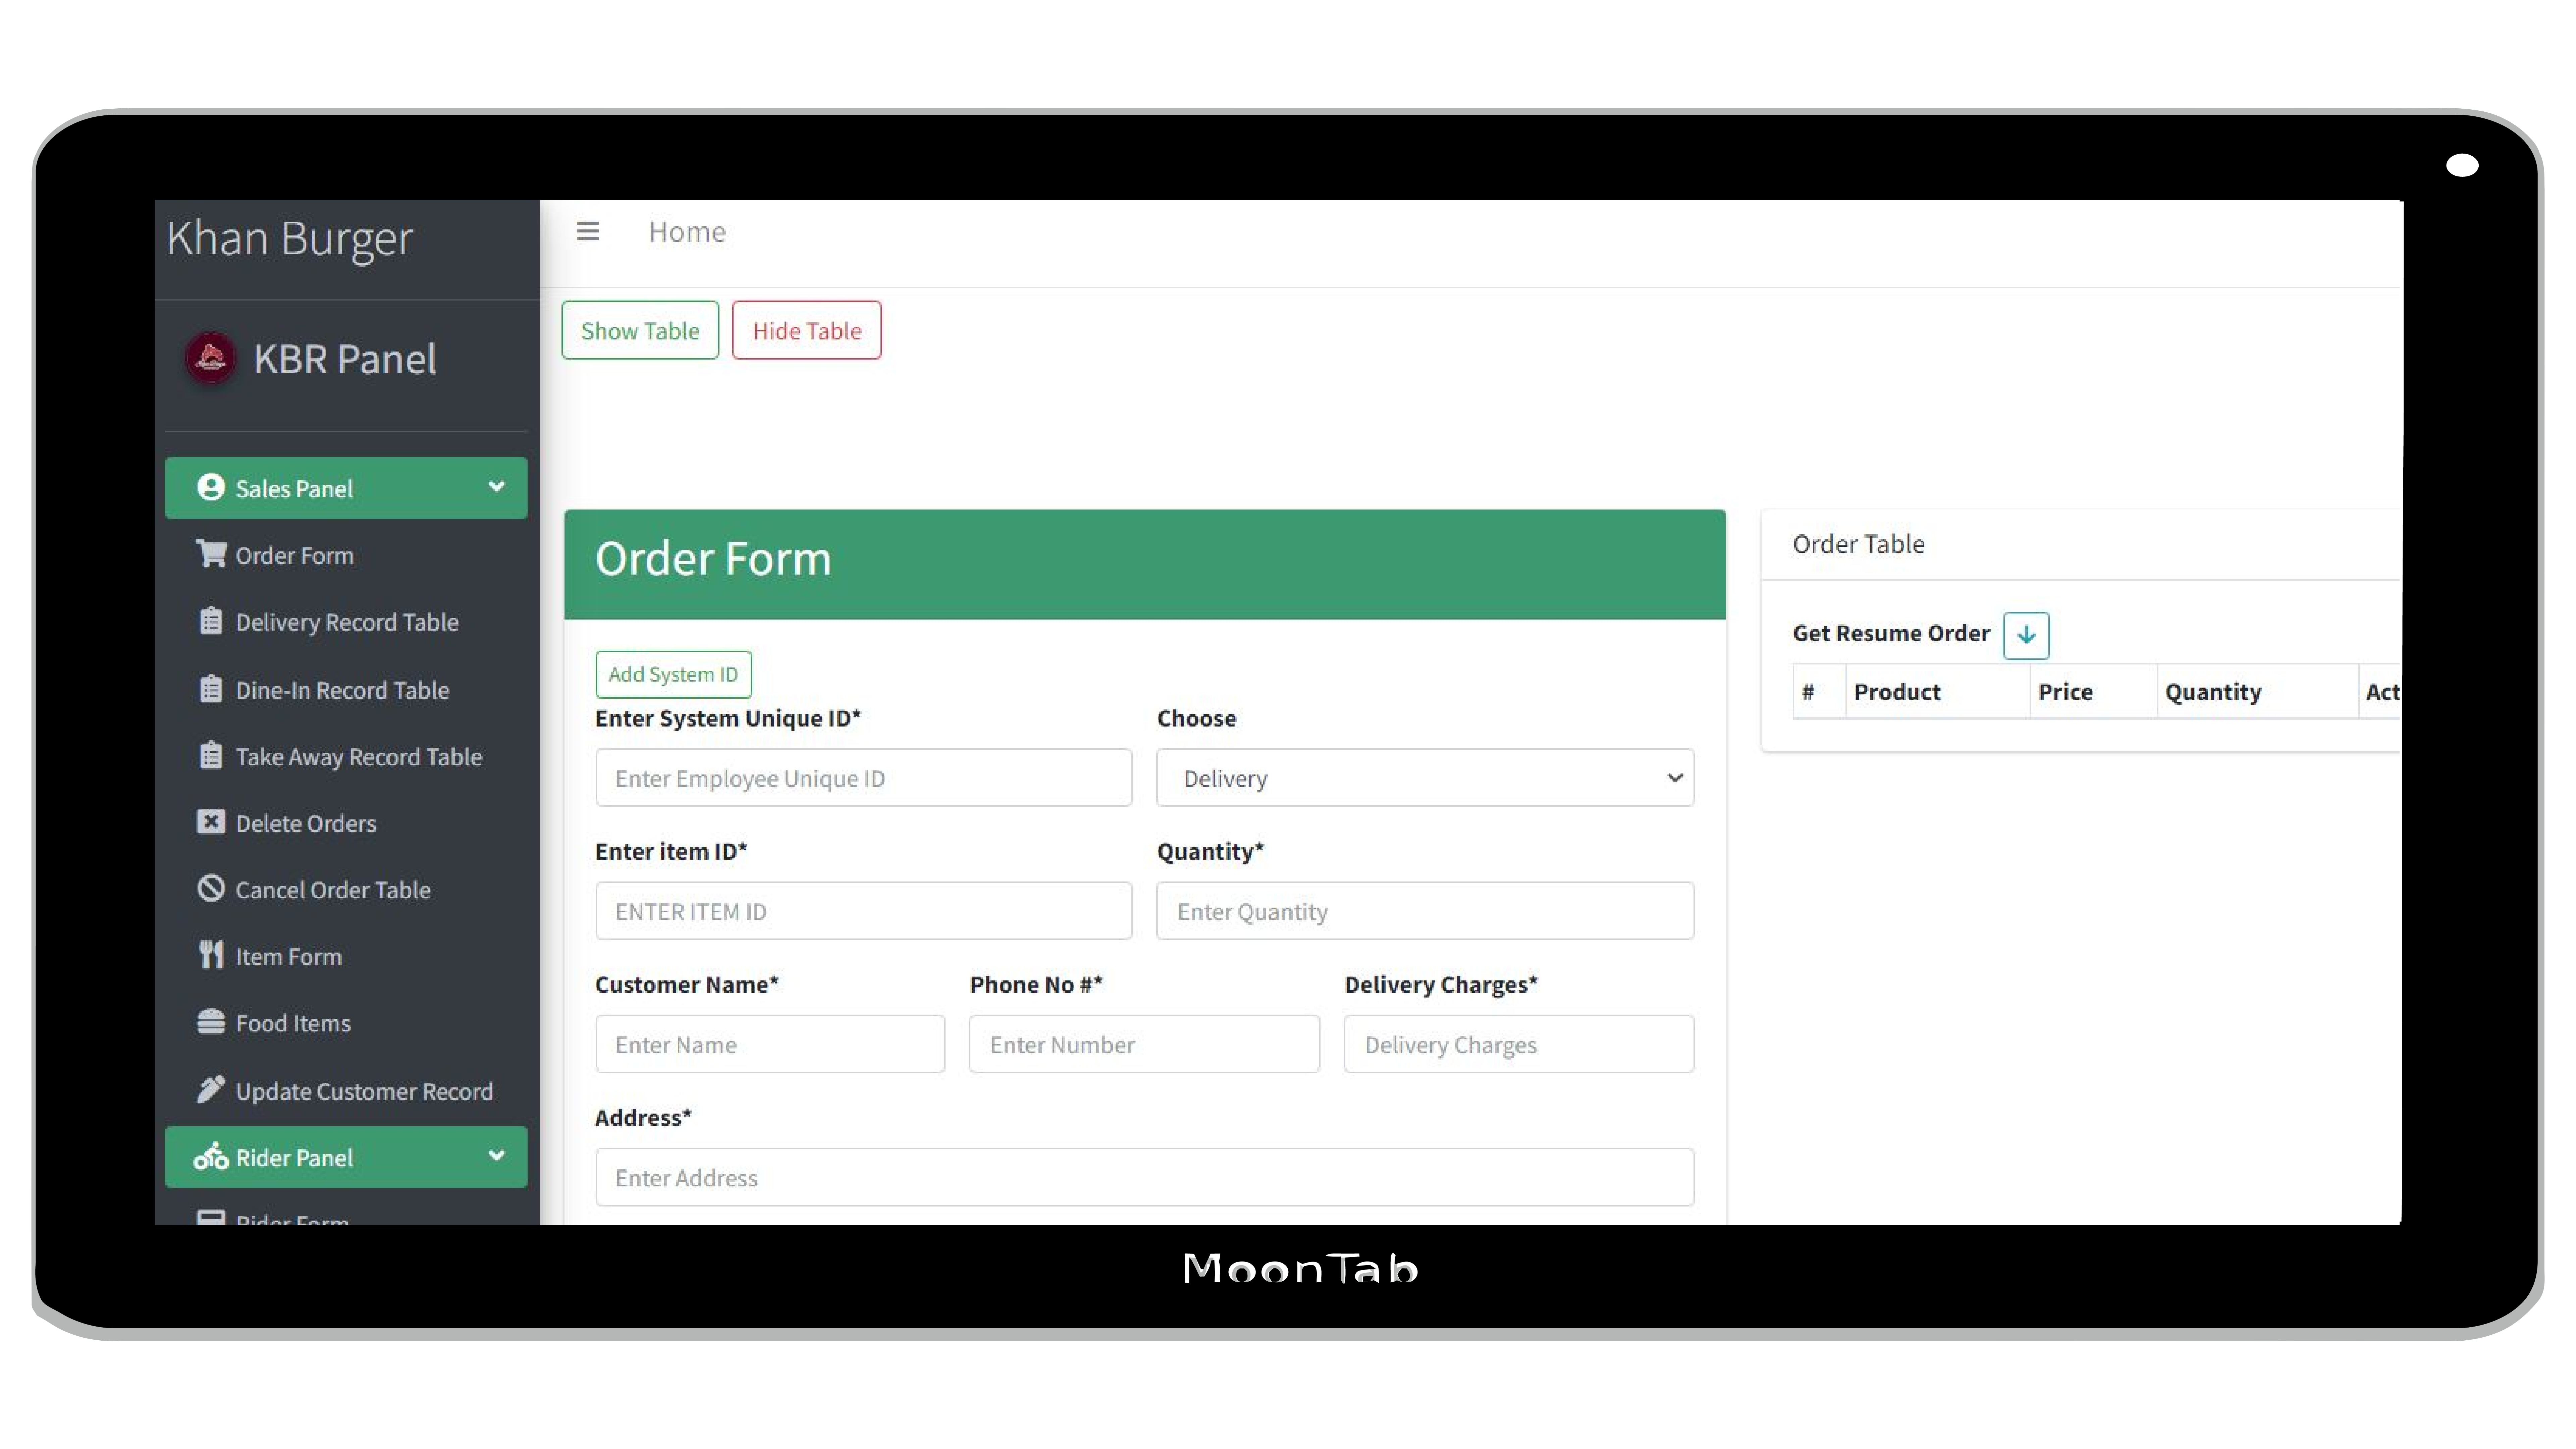 Khan Burger
Home
KBR Panel
Show Table
Hide Table
Sales Panel
Order Form
Delivery Record Table
Dine-In Record Table
Take Away Record Table
Delete Orders
Cancel Order Table
Item Form
Food Items
Update Customer Record
Rider Panel
Rider Form
Order Form
Add System ID
Enter System Unique ID*
Choose
Enter Employee Unique ID
Delivery
Enter item ID*
Quantity*
ENTER ITEM ID
Enter Quantity
Customer Name*
Phone No #*
Delivery Charges*
Enter Name
Enter Number
Delivery Charges
Address*
Enter Address
Order Table
Get Resume Order
# Product Price Quantity Act
MoonTab